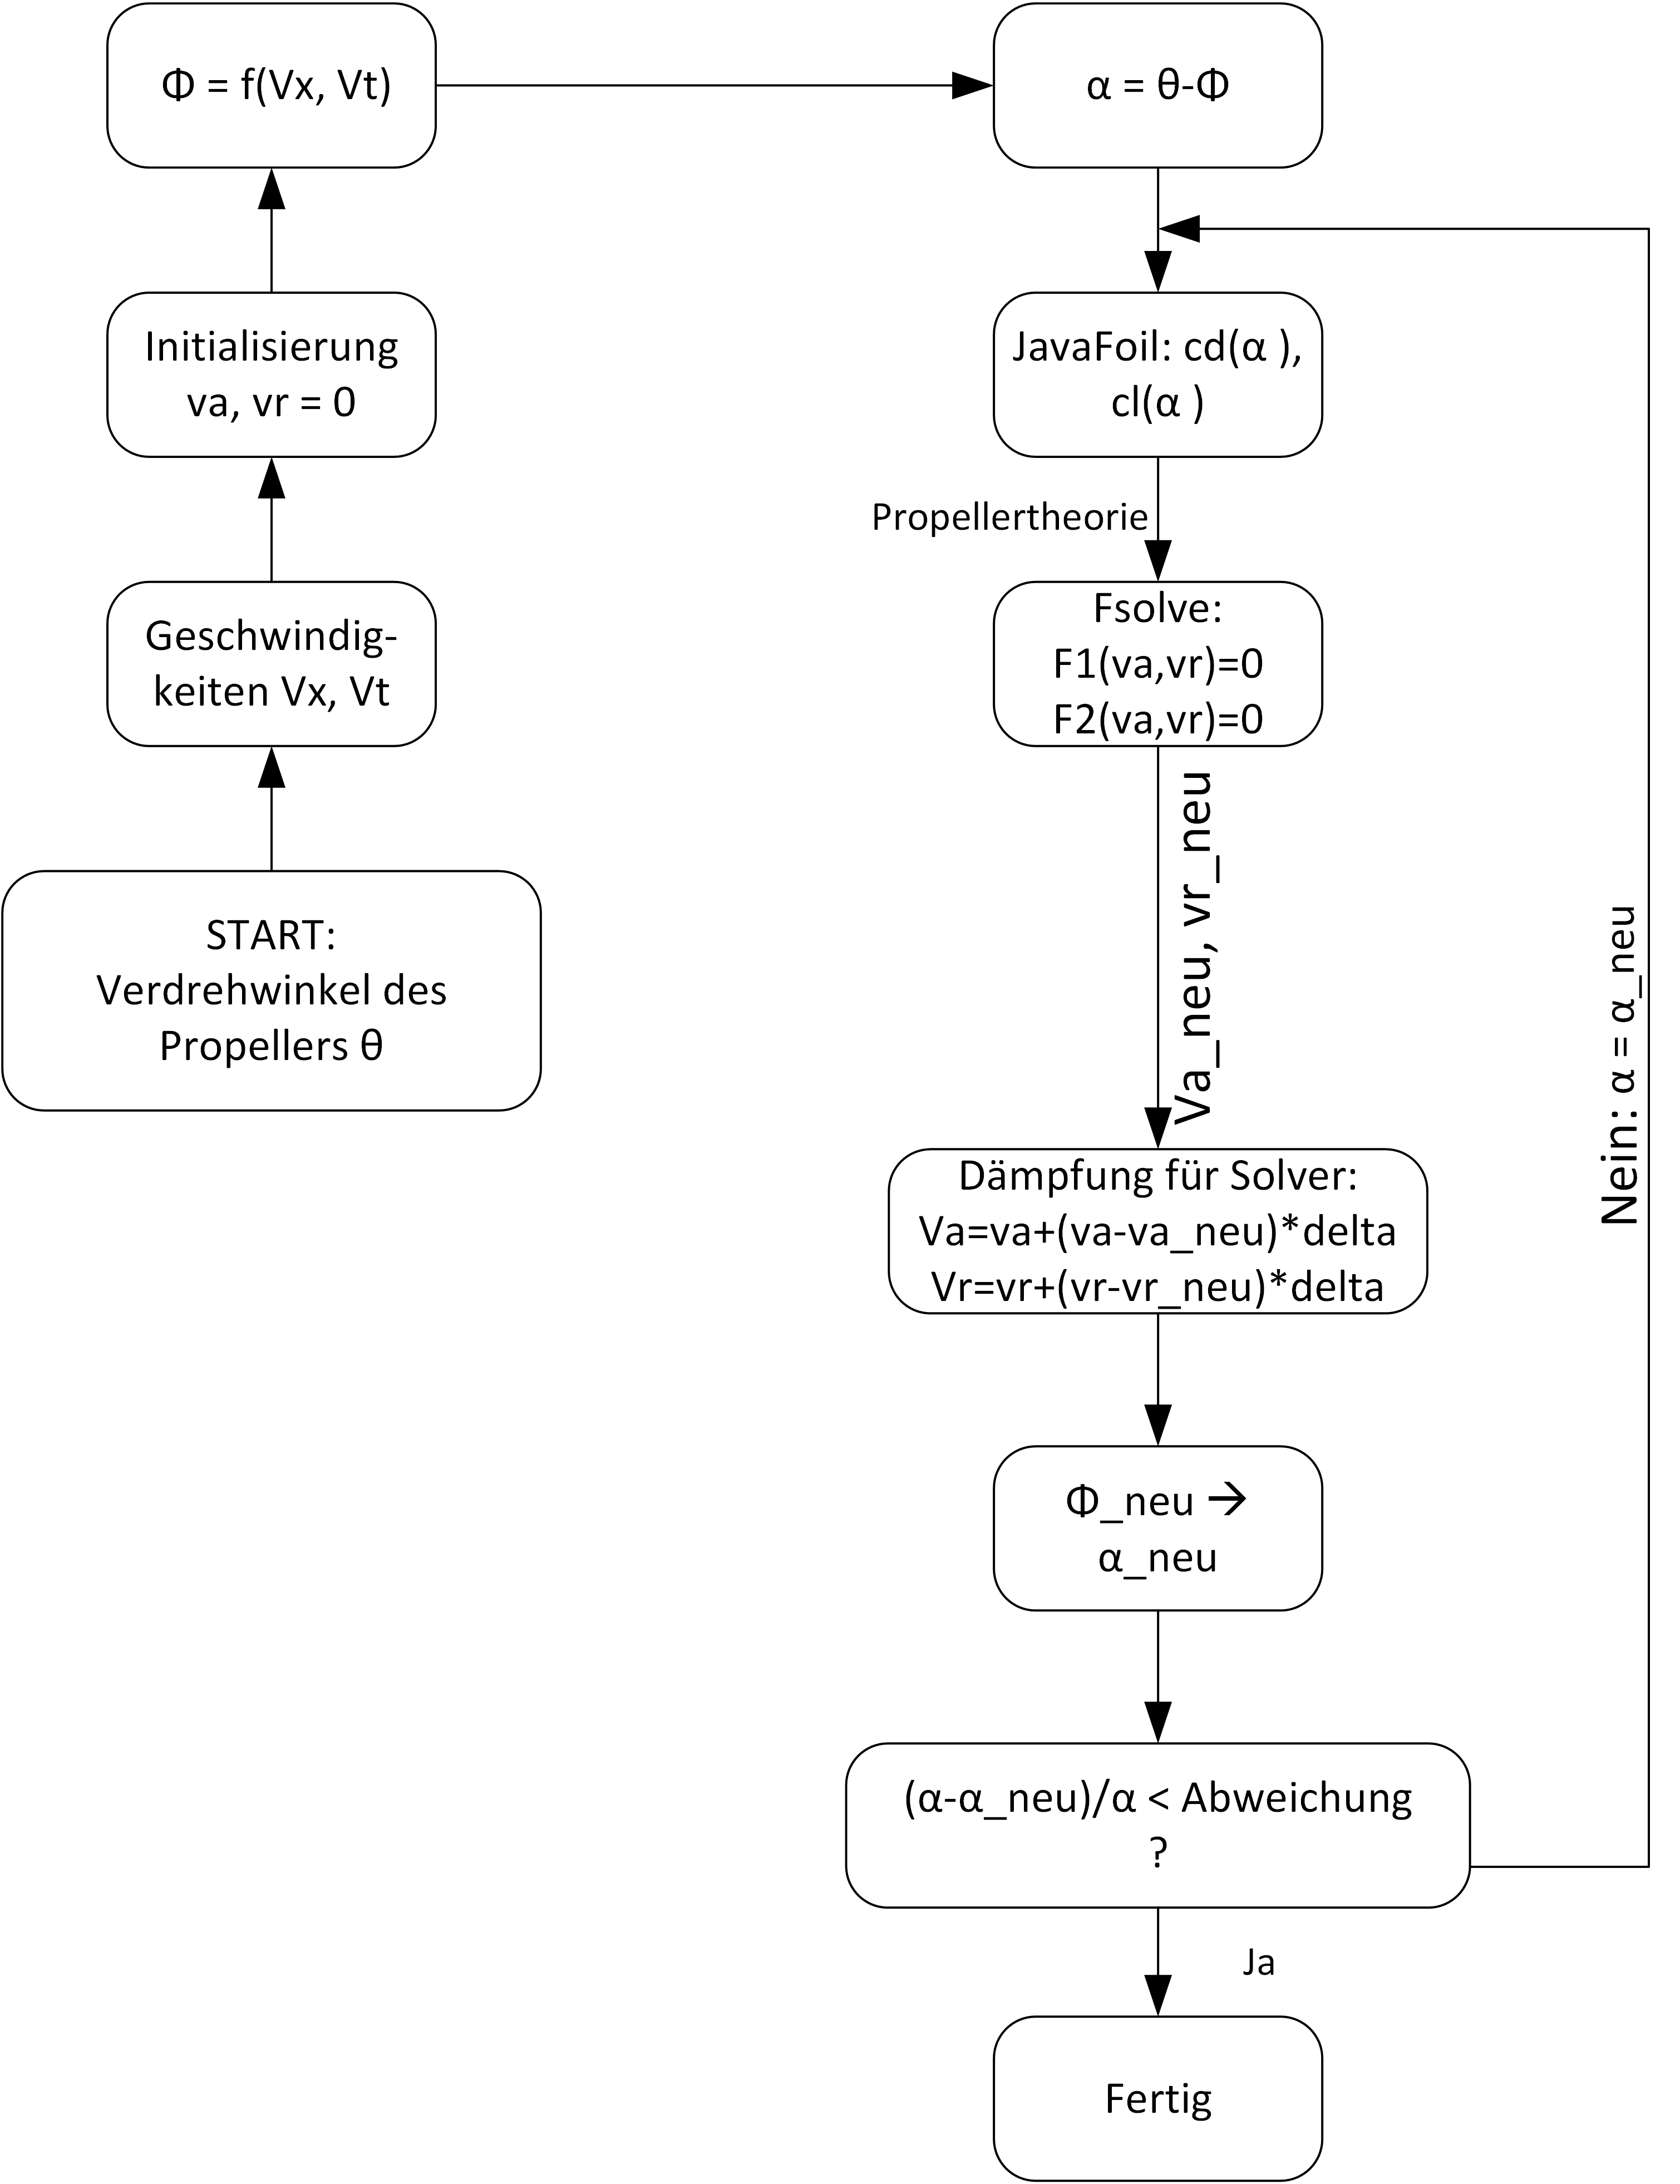 START:
Verdrehwinkel des
Propellers θ
Geschwindig-
keiten Vx, Vt
Initialisierung
va, vr = 0
Φ = f(Vx, Vt)
α = θ-Φ
JavaFoil: cd(α ),
cl(α )
Propellertheorie
Fsolve:
F1(va,vr)=0
F2(va,vr)=0
Va_neu, vr_neu
Dämpfung für Solver:
Va=va+(va-va_neu)*delta
Vr=vr+(vr-vr_neu)*delta
Φ_neu →
α_neu
(α-α_neu)/α < Abweichung
?
Nein: α = α_neu
Ja
Fertig